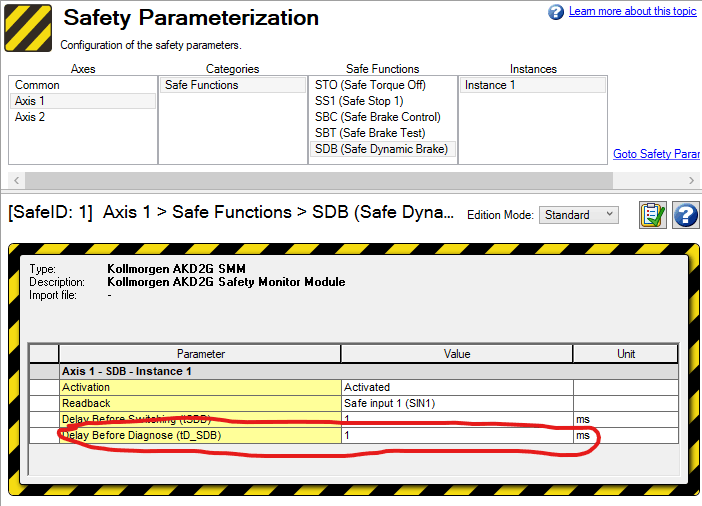 Safety Parameterization
Learn more about this topic
Configuration of the safety parameters.
Axes
Categories
Safe Functions
Instances
Common
Axis 1
Axis 2
Safe Functions
STO (Safe Torque Off)
SS1 (Safe Stop 1)
SBC (Safe Brake Control)
SBT (Safe Brake Test)
SDB (Safe Dynamic Brake)
Instance 1
Goto Safety Parar
[SafeID: 1] Axis 1 > Safe Functions > SDB (Safe Dyna...
Edition Mode: Standard
Type: Kollmorgen AKD2G SMM
Description: Kollmorgen AKD2G Safety Monitor Module
Import file: -
Parameter Value Unit
Axis 1 - SDB - Instance 1
Activation Activated
Readback Safe input 1 (SIN1)
Delay Before Switching (tSDB) 1 ms
Delay Before Diagnose (tD_SDB) 1 ms